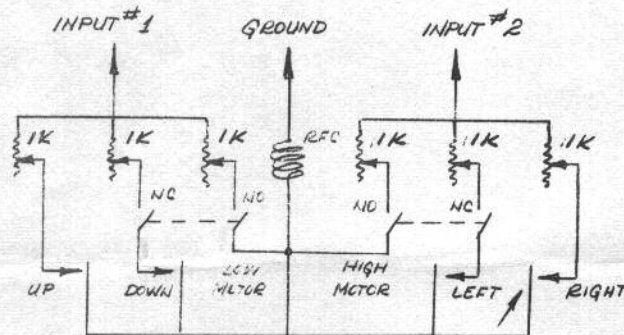 INPUT #1 GROUND INPUT #2
.1K .1K .1K RFC .1K .1K .1K
NC NO NO NC
UP DOWN LOW MOTOR HIGH MOTOR LEFT RIGHT